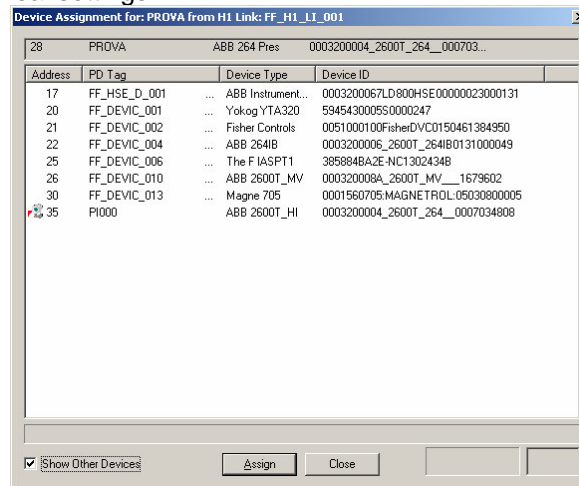 Device Assignment for: PROVA from H1 Link: FF_H1_LI_001
28 PROVA ABB 264 Pres 0003200004_2600T_264__000703...
Address PD Tag Device Type Device ID
17 FF_HSE_D_001 ... ABB Instrument... 0003200067LD800HSE00000023000131
20 FF_DEVIC_001 ... Yokog YTA320 5945430005S0000247
21 FF_DEVIC_002 ... Fisher Controls 0051000100FisherDVC0150461384950
22 FF_DEVIC_004 ... ABB 264IB 0003200006_2600T_264IB0131000049
25 FF_DEVIC_006 ... The F IASPT1 385884BA2E-NC1302434B
26 FF_DEVIC_010 ... ABB 2600T_MV 000320008A_2600T_MV___1679602
30 FF_DEVIC_013 ... Magne 705 0001560705:MAGNETROL:05030800005
35 PI000 ABB 2600T_HI 0003200004_2600T_264__0007034808
Show Other Devices Assign Close